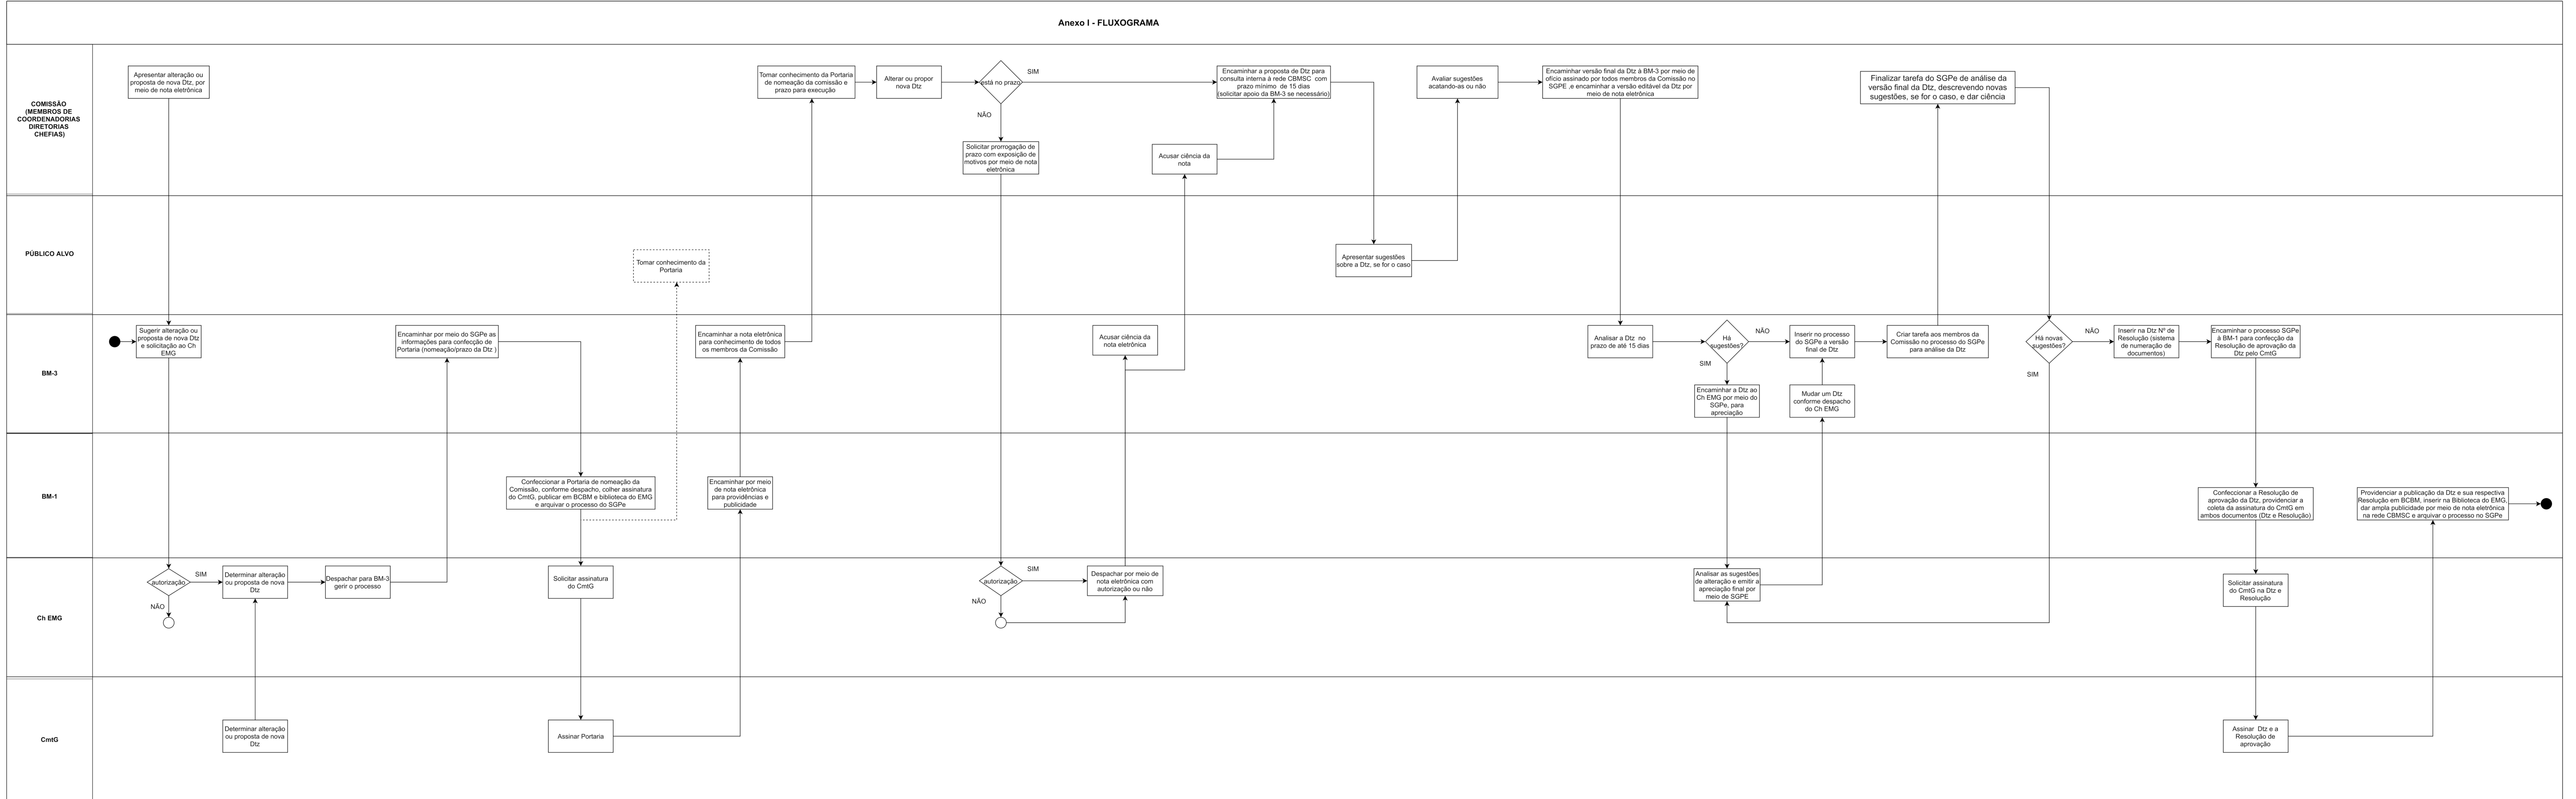 Anexo I - FLUXOGRAMA
COMISSÃO
(MEMBROS DE
COORDENADORIAS
DIRETORIAS
CHEFIAS)
Apresentar alteração ou
proposta de nova Dtz, por
meio de nota eletrônica
Tomar conhecimento da Portaria
de nomeação da comissão e
prazo para execução
Alterar ou propor
nova Dtz
está no prazo
SIM
NÃO
Solicitar prorrogação de
prazo com exposição de
motivos por meio de nota
eletrônica
Acusar ciência da
nota
Encaminhar a proposta de Dtz para
consulta interna à rede CBMSC com
prazo mínimo de 15 dias
(solicitar apoio da BM-3 se necessário)
Avaliar sugestões
acatando-as ou não
Encaminhar versão final da Dtz à BM-3 por meio de
ofício assinado por todos membros da Comissão no
SGPE ,e encaminhar a versão editável da Dtz por
meio de nota eletrônica
Finalizar tarefa do SGPe de análise da
versão final da Dtz, descrevendo novas
sugestões, se for o caso, e dar ciência
PÚBLICO ALVO
Tomar conhecimento da
Portaria
Apresentar sugestões
sobre a Dtz, se for o caso
BM-3
Sugerir alteração ou
proposta de nova Dtz
e solicitação ao Ch
EMG
Encaminhar por meio do SGPe as
informações para confecção de
Portaria (nomeação/prazo da Dtz )
Encaminhar a nota eletrônica
para conhecimento de todos
os membros da Comissão
Acusar ciência da
nota eletrônica
Analisar a Dtz no
prazo de até 15 dias
Há
sugestões?
NÃO
SIM
Encaminhar a Dtz ao
Ch EMG por meio do
SGPe, para
apreciação
Inserir no processo
do SGPe a versão
final de Dtz
Mudar um Dtz
conforme despacho
do Ch EMG
Criar tarefa aos membros da
Comissão no processo do SGPe
para análise da Dtz
Há novas
sugestões?
NÃO
SIM
Inserir na Dtz Nº de
Resolução (sistema
de numeração de
documentos)
Encaminhar o processo SGPe
à BM-1 para confecção da
Resolução de aprovação da
Dtz pelo CmtG
BM-1
Confeccionar a Portaria de nomeação da
Comissão, conforme despacho, colher assinatura
do CmtG, publicar em BCBM e biblioteca do EMG
e arquivar o processo do SGPe
Encaminhar por meio
de nota eletrônica
para providências e
publicidade
Confeccionar a Resolução de
aprovação da Dtz, providenciar a
coleta da assinatura do CmtG em
ambos documentos (Dtz e Resolução)
Providenciar a publicação da Dtz e sua respectiva
Resolução em BCBM, inserir na Biblioteca do EMG,
dar ampla publicidade por meio de nota eletrônica
na rede CBMSC e arquivar o processo no SGPe
Ch EMG
autorização
SIM
NÃO
Determinar alteração
ou proposta de nova
Dtz
Despachar para BM-3
gerir o processo
Solicitar assinatura
do CmtG
autorização
SIM
NÃO
Despachar por meio de
nota eletrônica com
autorização ou não
Analisar as sugestões
de alteração e emitir a
apreciação final por
meio de SGPE
Solicitar assinatura
do CmtG na Dtz e
Resolução
CmtG
Determinar alteração
ou proposta de nova
Dtz
Assinar Portaria
Assinar Dtz e a
Resolução de
aprovação